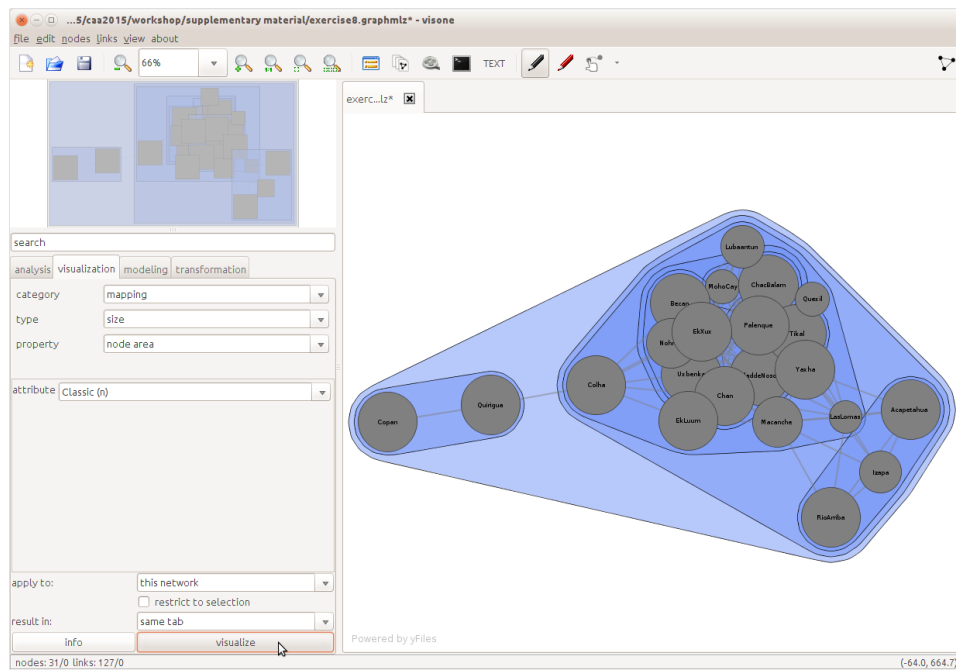 ...5/caa2015/workshop/supplementary material/exercise8.graphmlz* - visone
file edit nodes links view about
66%
TEXT
exerc...lz*
search
analysis visualization modeling transformation
category mapping
type size
property node area
attribute Classic (n)
apply to: this network
restrict to selection
result in: same tab
info visualize
nodes: 31/0 links: 127/0
Lubaantun
MohoCay
ChacBalam
Becan
Quexil
EkXux
Palenque
Tikal
Nohm
Uxbenka
addeNosc
Yaxha
Colha
Chan
Quirigua
LasLomas
Acapetahua
Copan
EkLuum
Macanche
Izapa
RioArriba
Powered by yFiles
(-64.0, 664.7)